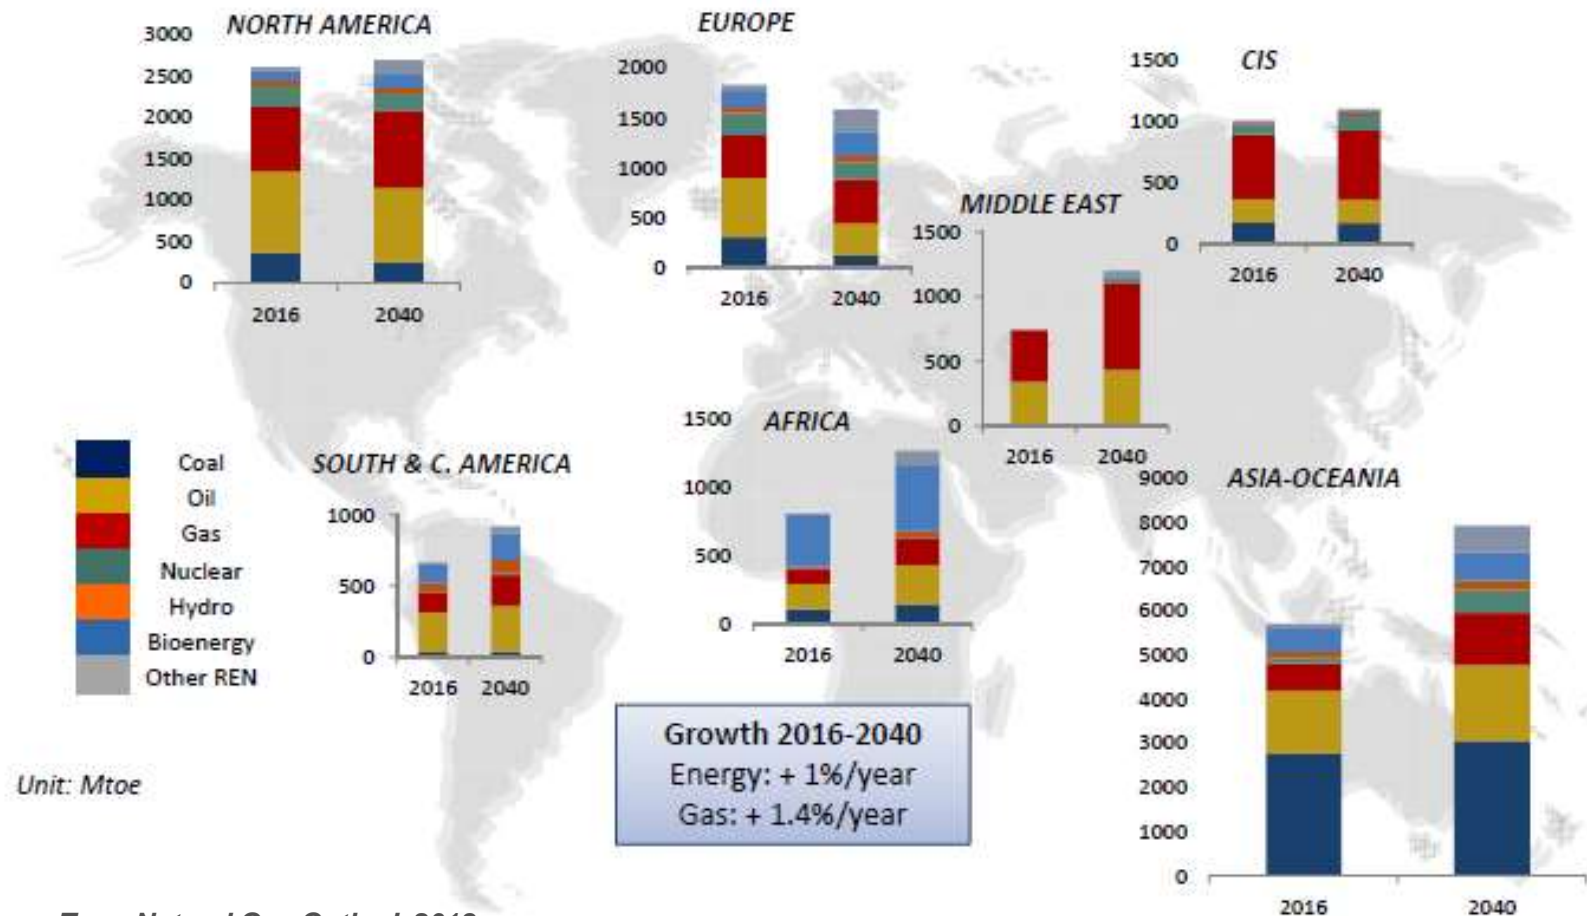 NORTH AMERICA
3000
2500
2000
1500
1000
500
0
2016 2040
EUROPE
2000
1500
1000
500
0
2016 2040
CIS
1500
1000
500
0
2016 2040
MIDDLE EAST
1500
1000
500
0
2016 2040
Coal
Oil
Gas
Nuclear
Hydro
Bioenergy
Other REN
SOUTH & C. AMERICA
1000
500
0
2016 2040
AFRICA
1500
1000
500
0
2016 2040
ASIA-OCEANIA
9000
8000
7000
6000
5000
4000
3000
2000
1000
0
2016 2040
Growth 2016-2040
Energy: + 1%/year
Gas: + 1.4%/year
Unit: Mtoe